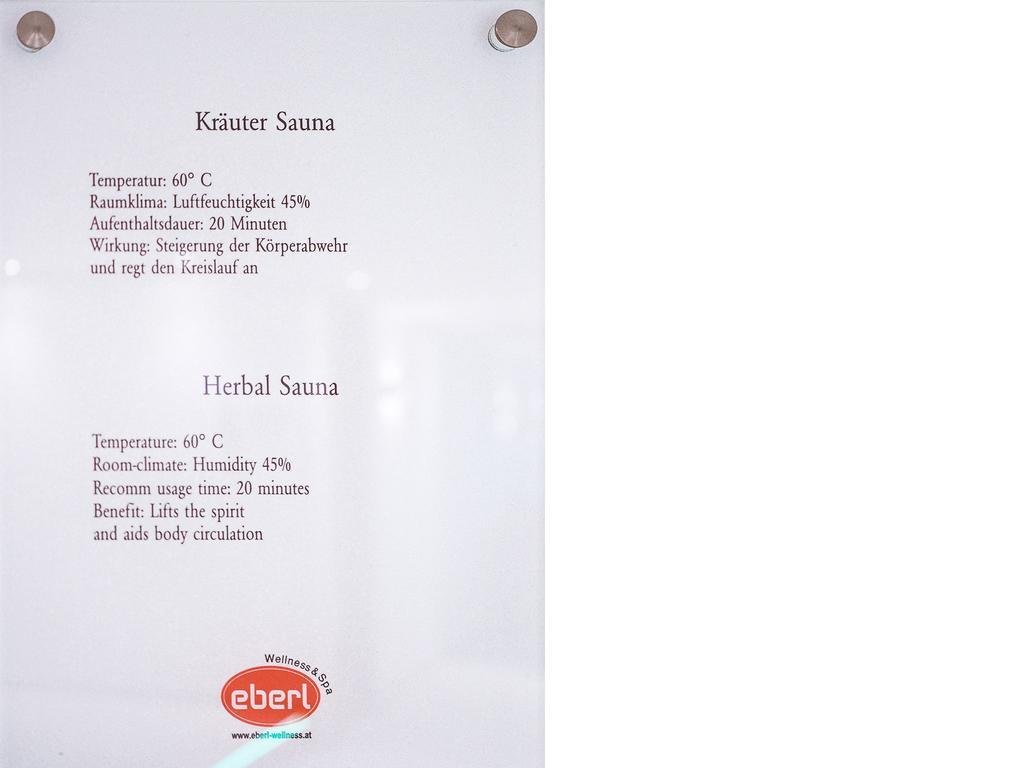 Kräuter Sauna
Temperatur: 60° C
Raumklima: Luftfeuchtigkeit 45%
Aufenthaltsdauer: 20 Minuten
Wirkung: Steigerung der Körperabwehr
und regt den Kreislauf an
Herbal Sauna
Temperature: 60° C
Room-climate: Humidity 45%
Recomm usage time: 20 minutes
Benefit: Lifts the spirit
and aids body circulation
Wellness & Spa
eberl
www.eberl-wellness.at